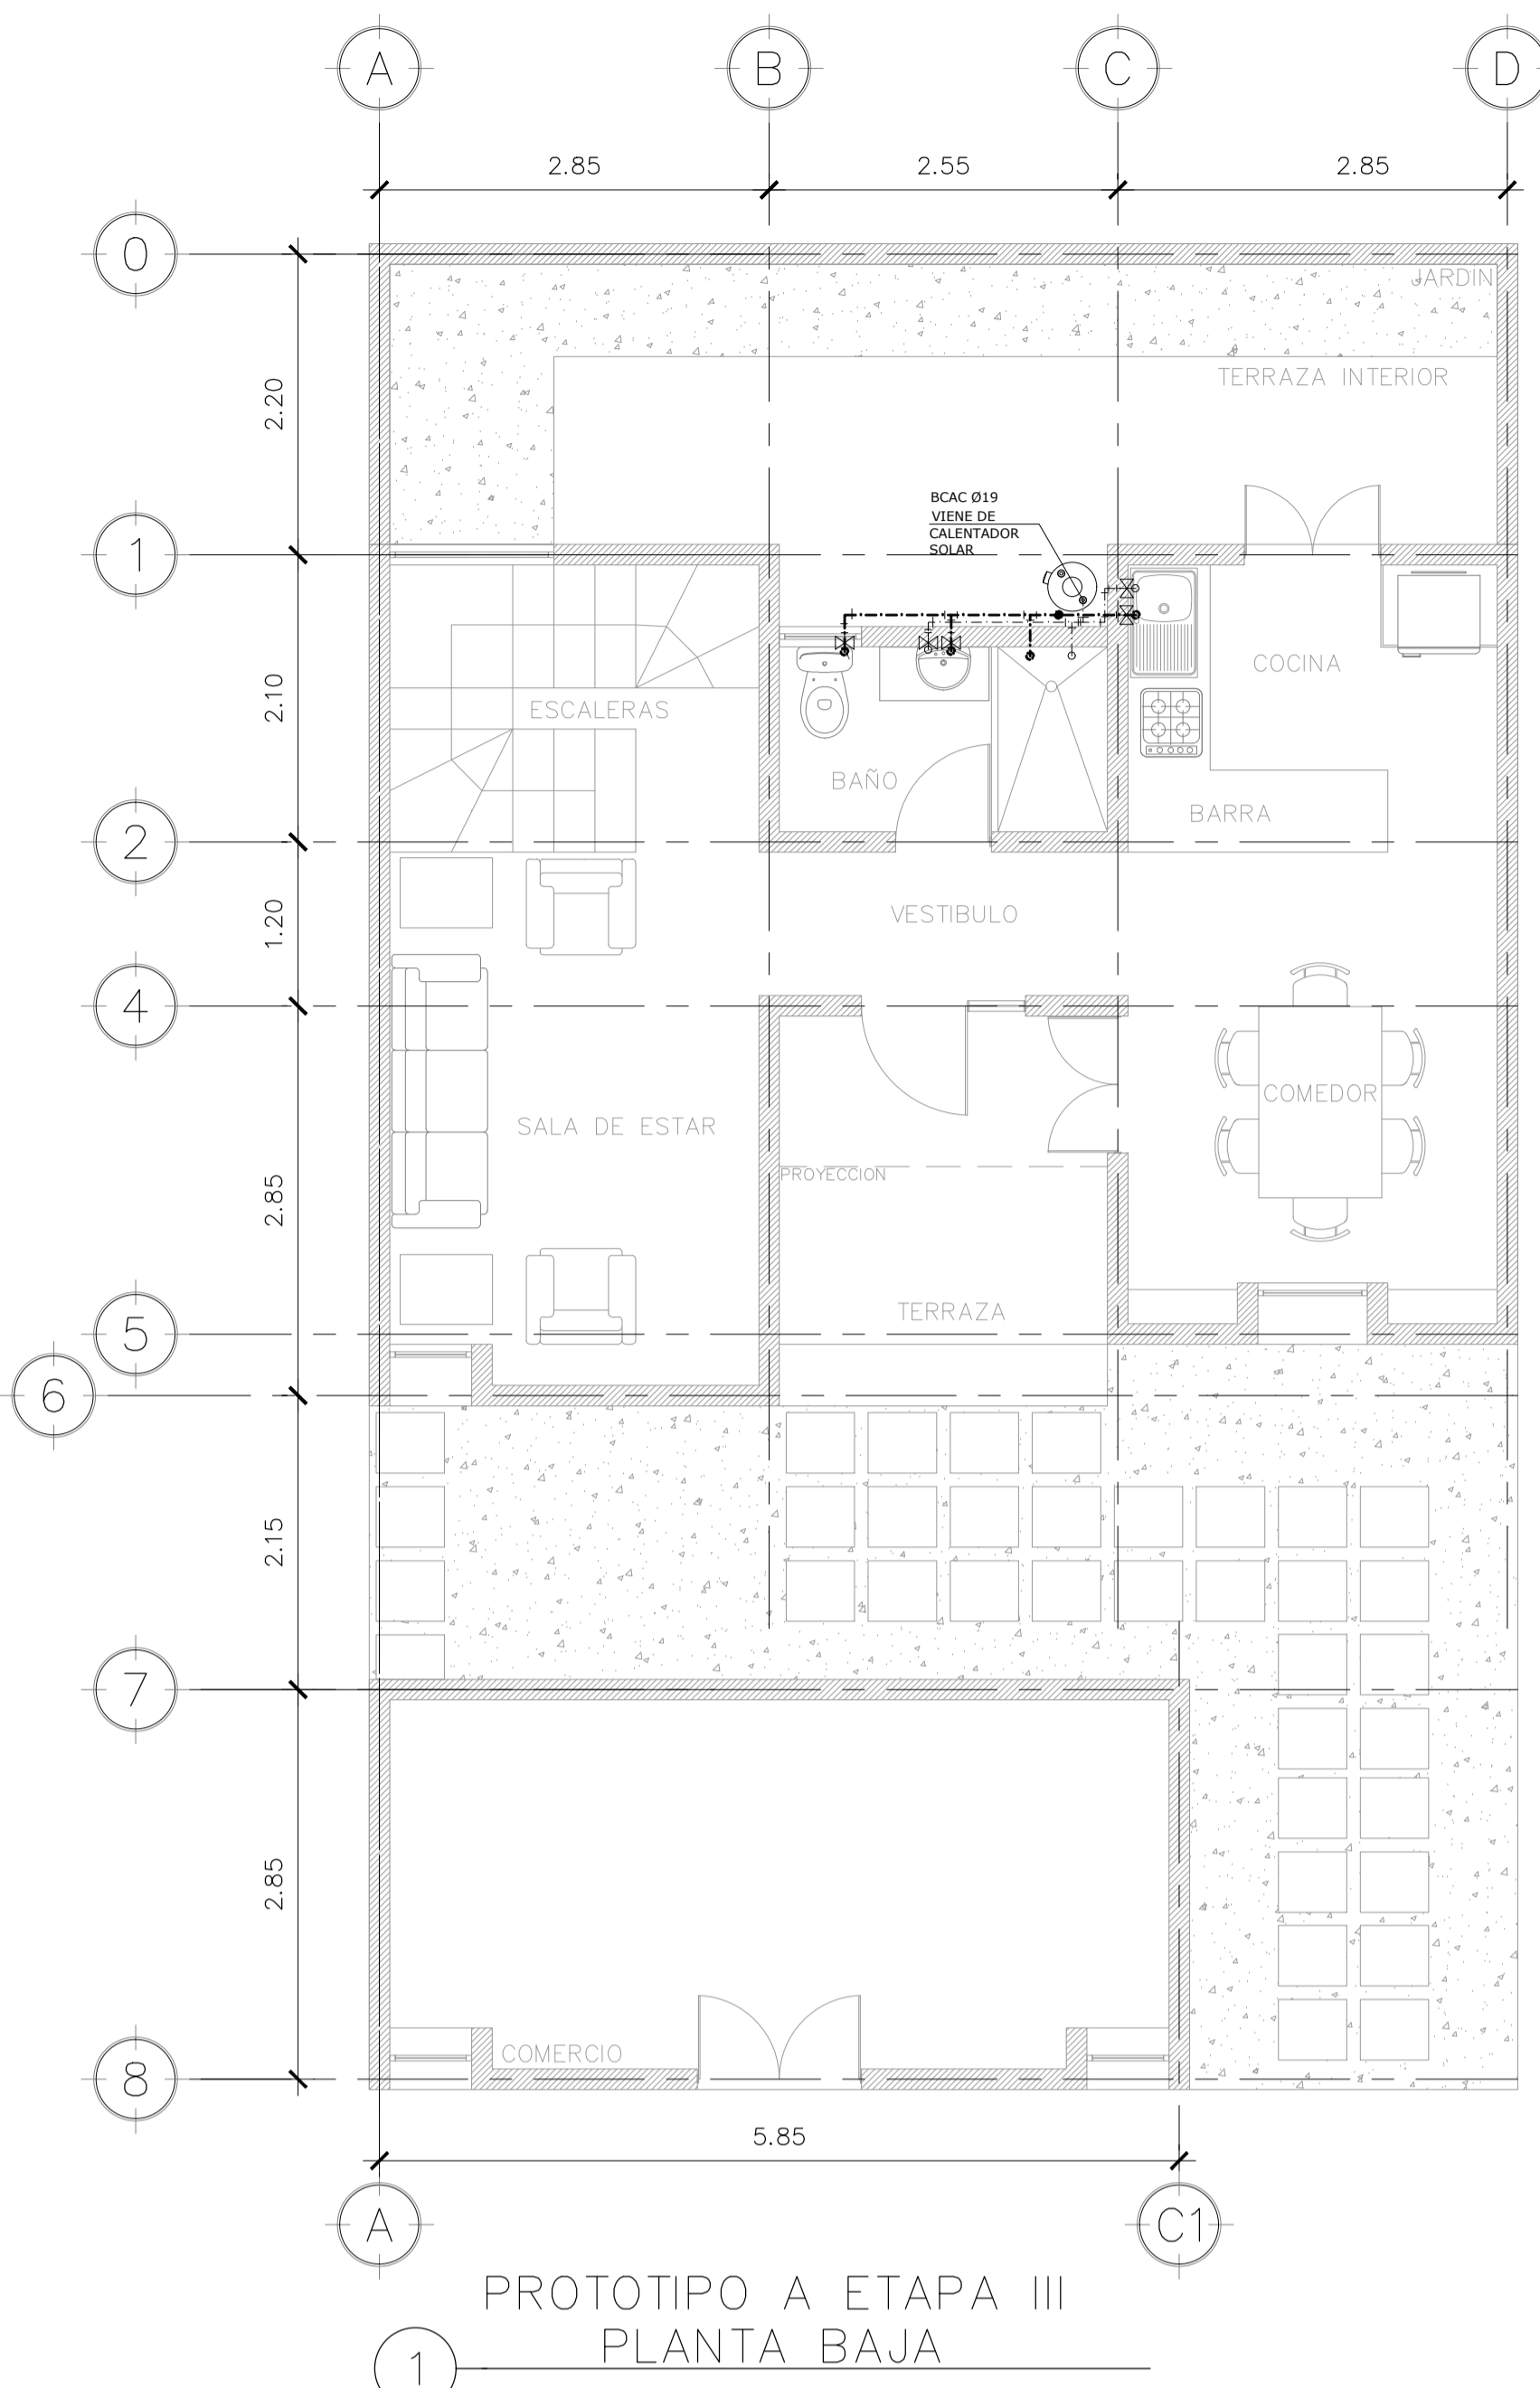 A
B
C
D
2.85
2.55
2.85
0
JARDIN
TERRAZA INTERIOR
2.20
BCAC Ø19
VIENE DE
CALENTADOR
SOLAR
1
COCINA
2.10
ESCALERAS
BAÑO
BARRA
2
VESTIBULO
1.20
4
COMEDOR
SALA DE ESTAR
PROYECCION
2.85
TERRAZA
5
6
2.15
7
2.85
COMERCIO
8
5.85
A
C1
PROTOTIPO A ETAPA III
PLANTA BAJA
1